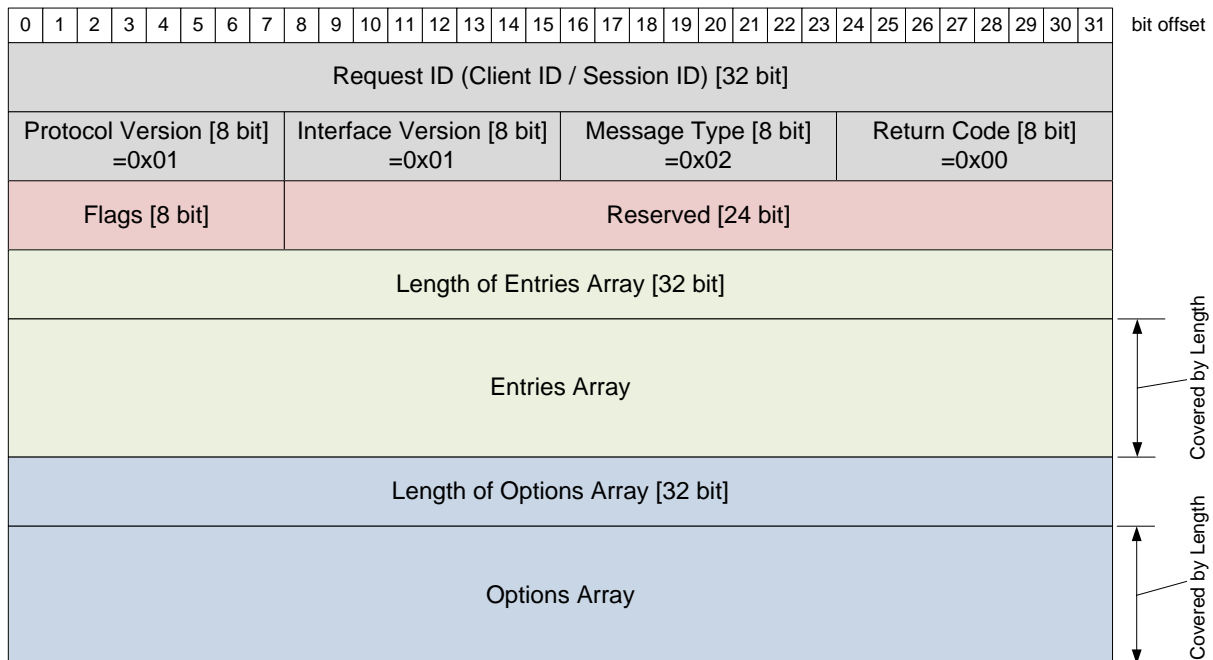 0 1 2 3 4 5 6 7 8 9 10 11 12 13 14 15 16 17 18 19 20 21 22 23 24 25 26 27 28 29 30 31 bit offset
Request ID (Client ID / Session ID) [32 bit]
Protocol Version [8 bit] Interface Version [8 bit] Message Type [8 bit] Return Code [8 bit]
=0x01 =0x01 =0x02 =0x00
Flags [8 bit] Reserved [24 bit]
Length of Entries Array [32 bit]
Entries Array
Covered by Length
Length of Options Array [32 bit]
Options Array
Covered by Length